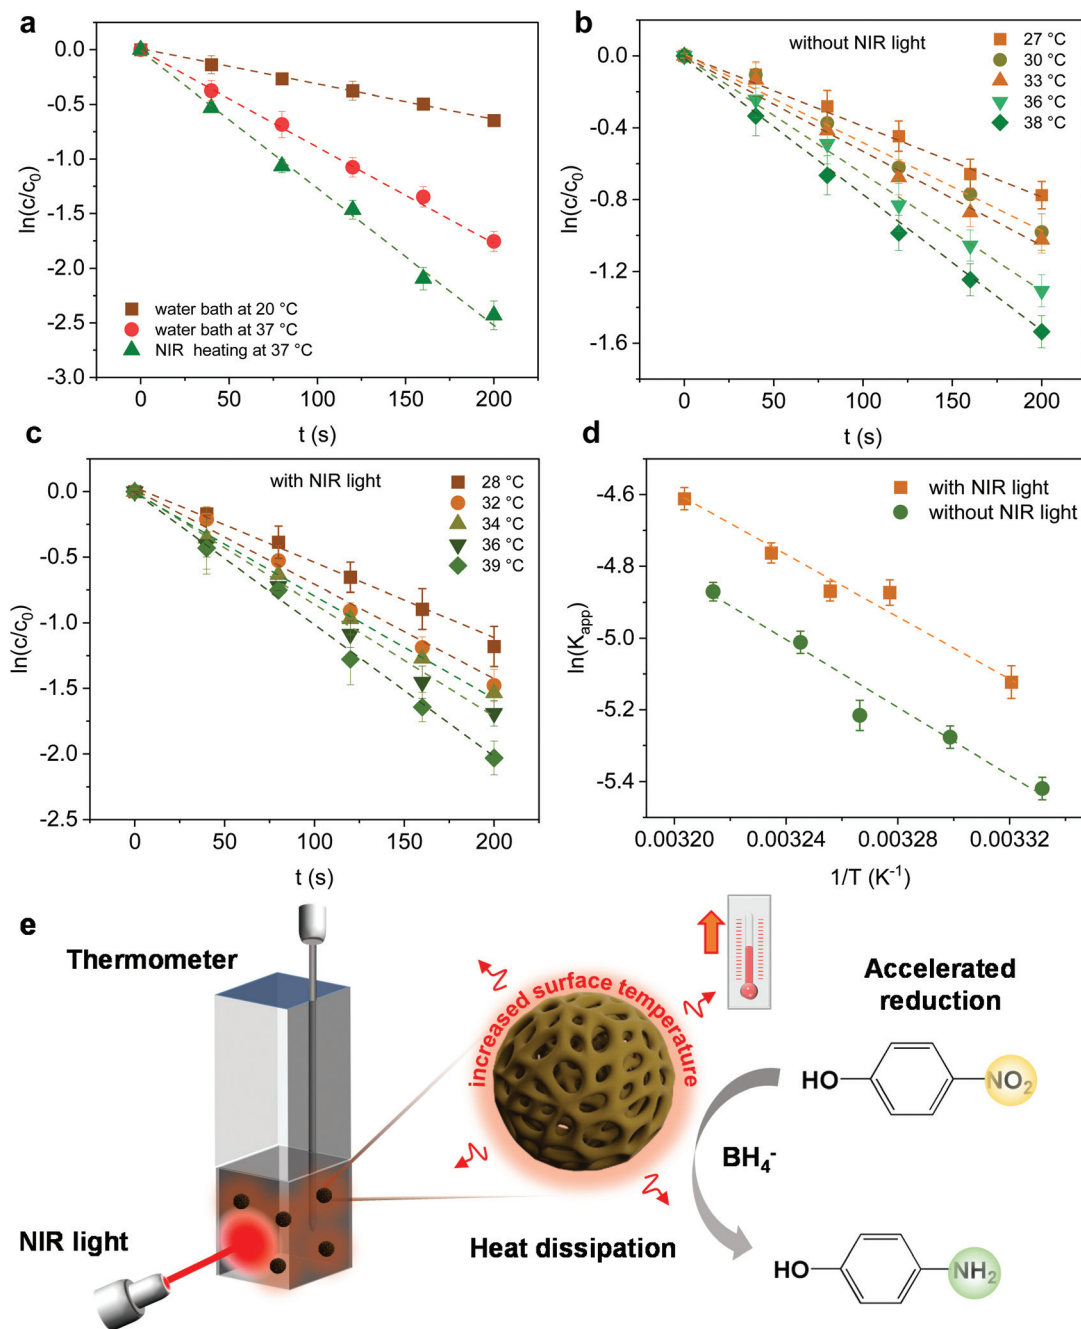 a
0.0
-0.5
-1.0
-1.5
-2.0
-2.5
-3.0
ln(c/c₀)
water bath at 20 °C
water bath at 37 °C
NIR heating at 37 °C
0 50 100 150 200
t (s)
b
without NIR light
27 °C
30 °C
33 °C
36 °C
38 °C
0.0
-0.4
-0.8
-1.2
-1.6
ln(c/c₀)
0 50 100 150 200
t (s)
c
with NIR light
28 °C
32 °C
34 °C
36 °C
39 °C
0.0
-0.5
-1.0
-1.5
-2.0
-2.5
ln(c/c₀)
0 50 100 150 200
t (s)
d
with NIR light
without NIR light
-4.6
-4.8
-5.0
-5.2
-5.4
ln(Kₐₚₚ)
0.00320 0.00324 0.00328 0.00332
1/T (K⁻¹)
e
Thermometer
NIR light
increased surface temperature
Heat dissipation
Accelerated
reduction
HO
NO₂
BH₄⁻
HO
NH₂